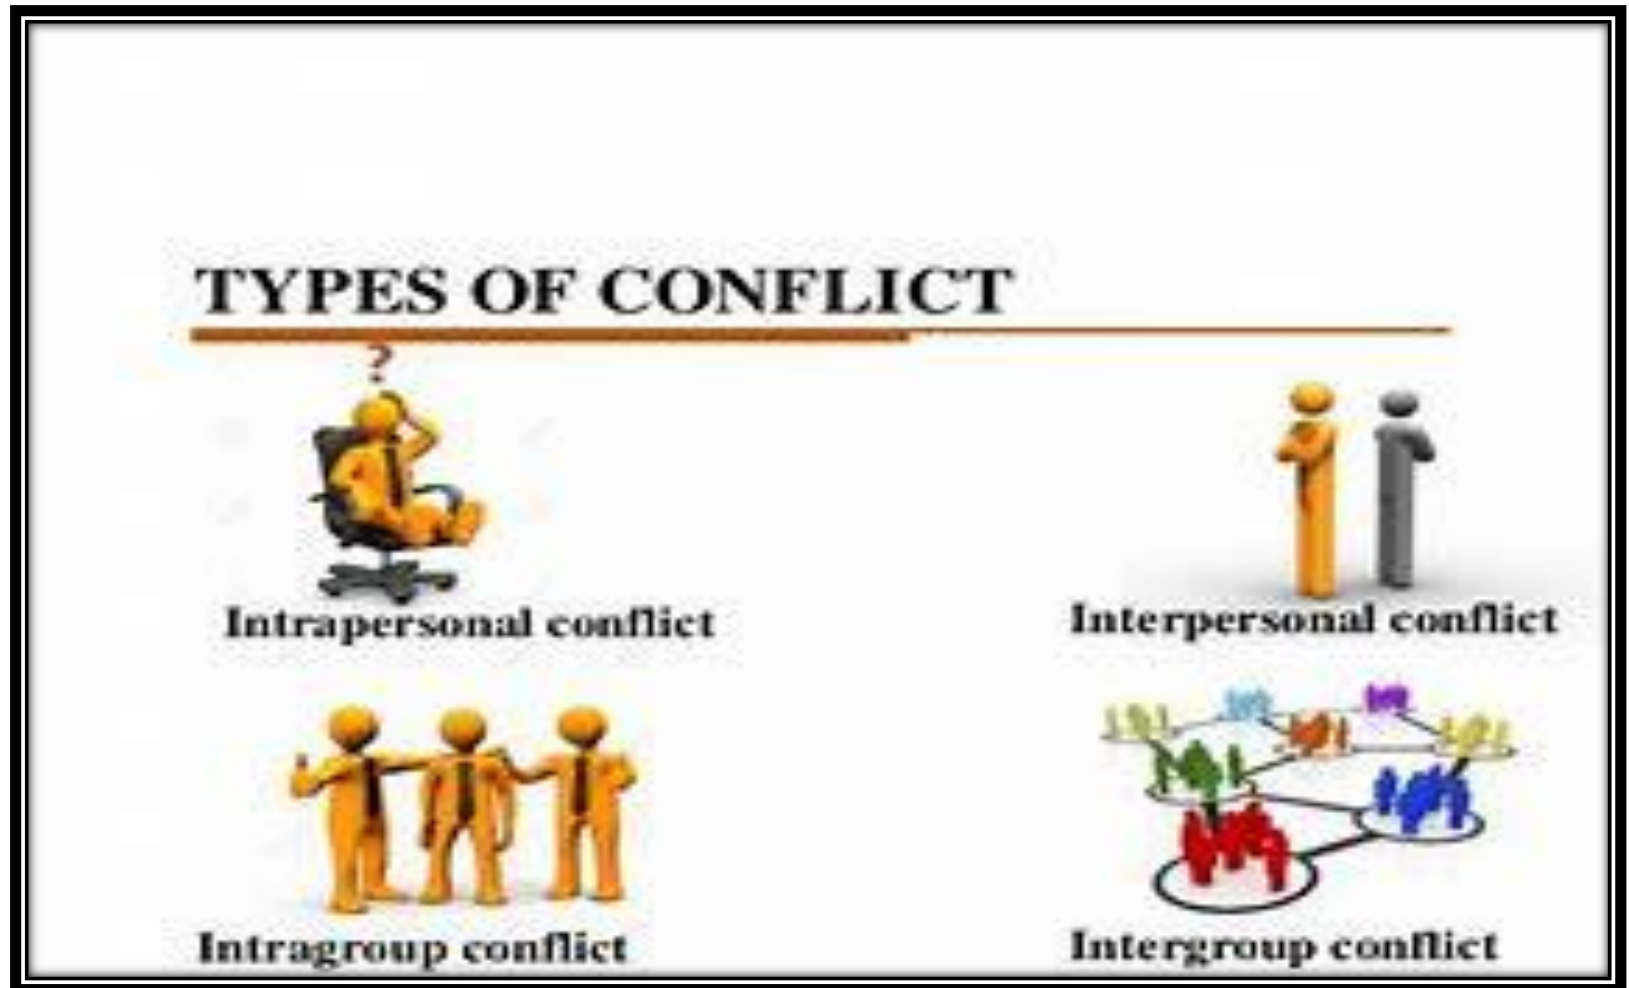 TYPES OF CONFLICT
?
Intrapersonal conflict
Interpersonal conflict
Intragroup conflict
Intergroup conflict